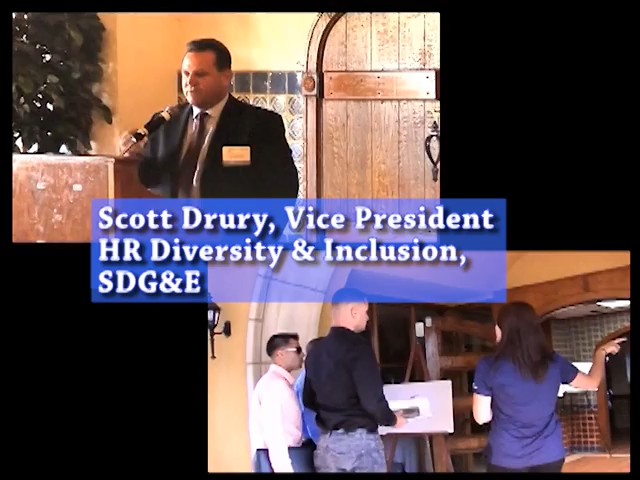 Scott Drury, Vice President
HR Diversity & Inclusion,
SDG&E